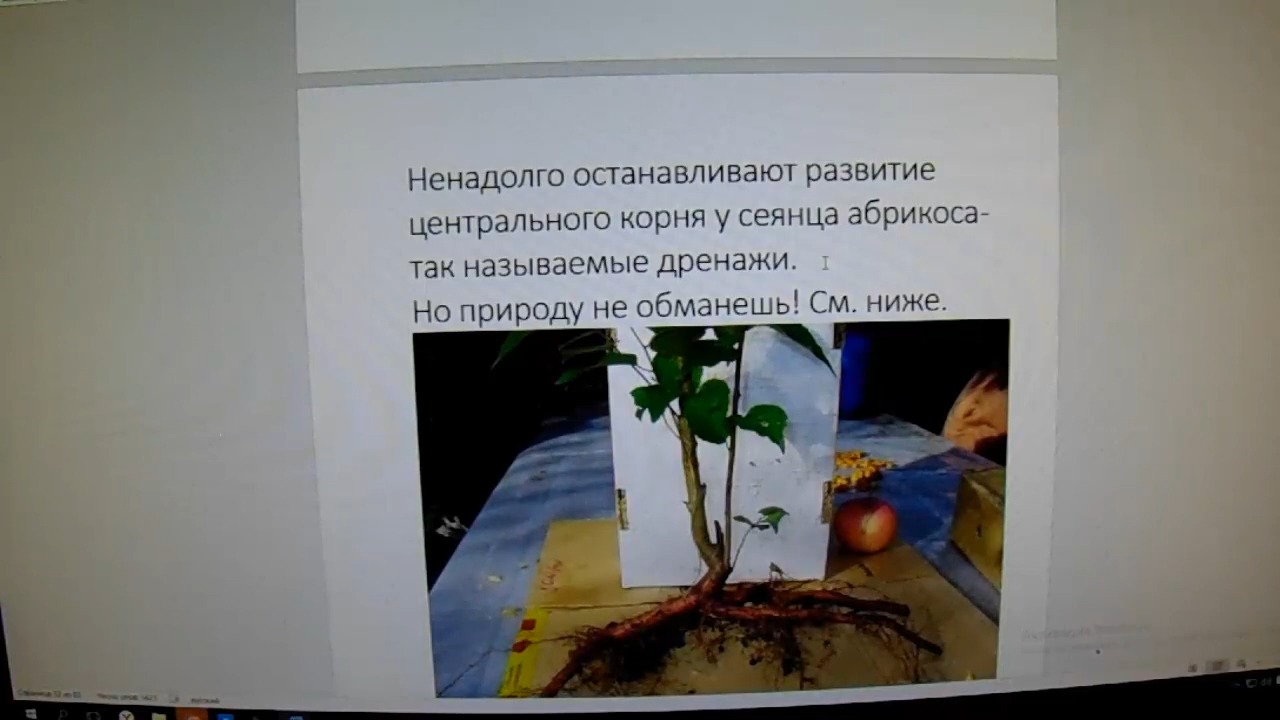 Ненадолго останавливают развитие
центрального корня у сеянца абрикоса-
так называемые дренажи.
Но природу не обманешь! См. ниже.